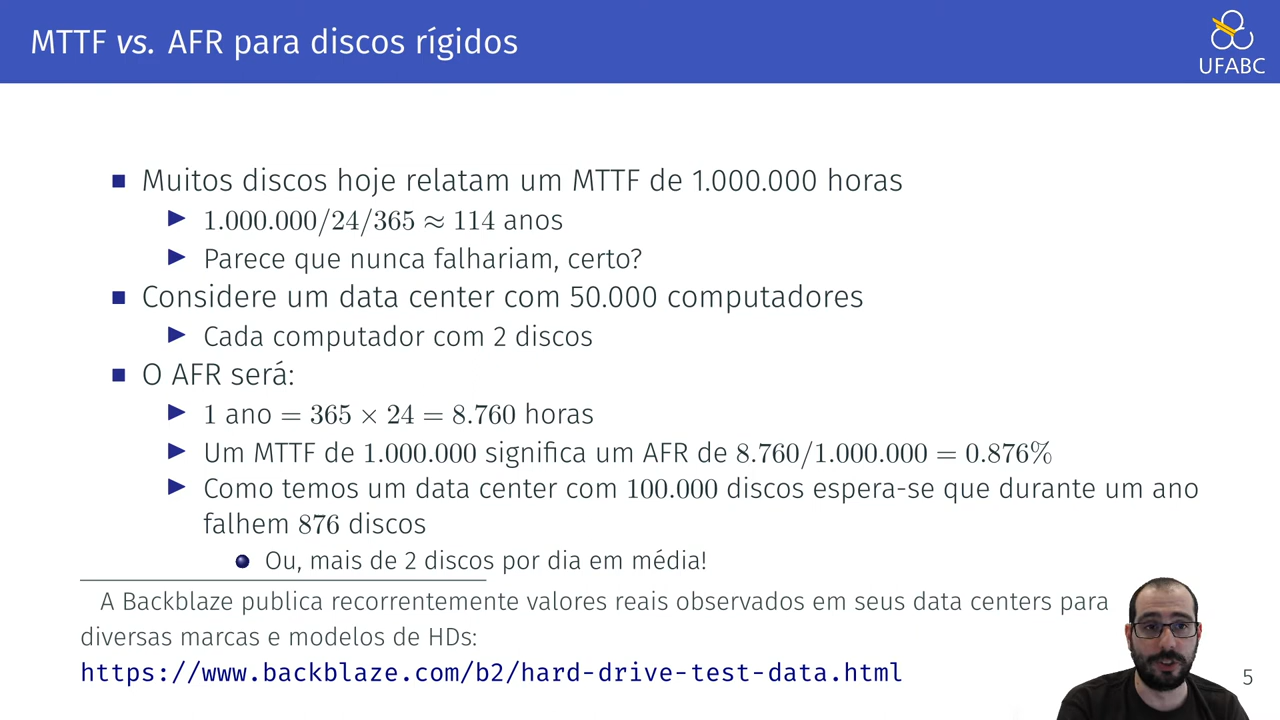 MTTF vs. AFR para discos rígidos
UFABC
Muitos discos hoje relatam um MTTF de 1.000.000 horas
1.000.000/24/365 ≈ 114 anos
Parece que nunca falhariam, certo?
Considere um data center com 50.000 computadores
Cada computador com 2 discos
O AFR será:
1 ano = 365 × 24 = 8.760 horas
Um MTTF de 1.000.000 significa um AFR de 8.760/1.000.000 = 0.876%
Como temos um data center com 100.000 discos espera-se que durante um ano
falhem 876 discos
Ou, mais de 2 discos por dia em média!
A Backblaze publica recorrentemente valores reais observados em seus data centers para
diversas marcas e modelos de HDs:
https://www.backblaze.com/b2/hard-drive-test-data.html
5